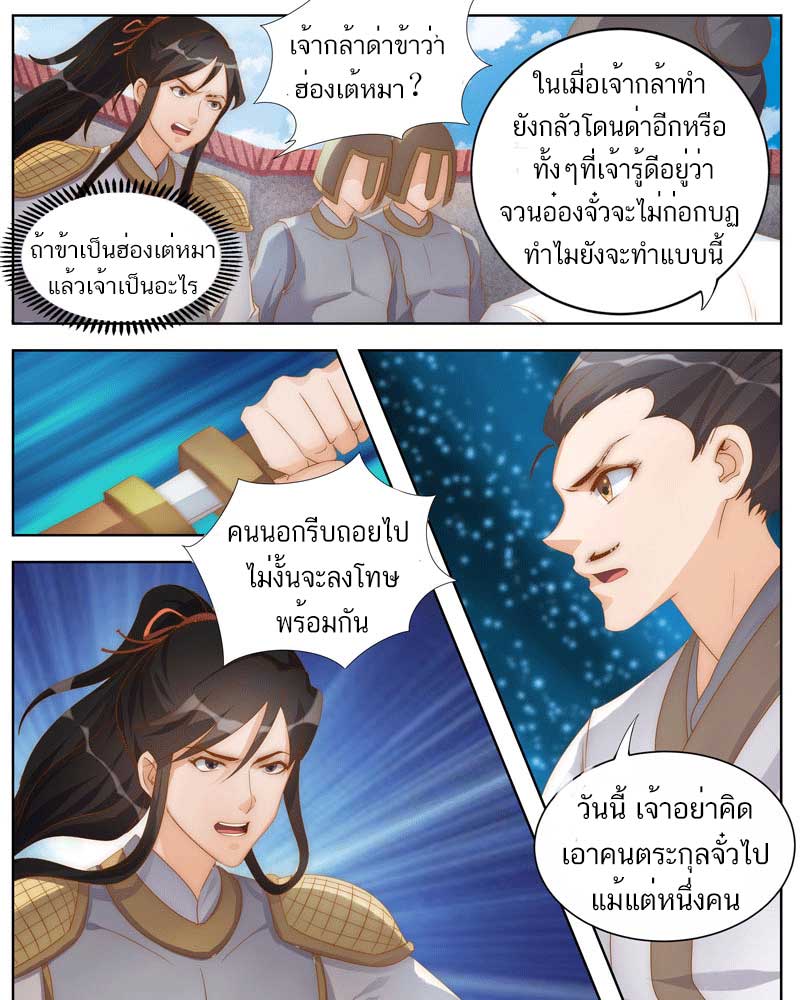 เจ้ากล้าด่าข้าว่า
ฮ่องเต้หมา?
ในเมื่อเจ้ากล้าทำ
ยังกลัวโดนด่าอีกหรือ
ทั้งๆที่เจ้ารู้ดีอยู่ว่า
จวนอ๋องจั๋วจะไม่ก่อกบฏ
ทำไมยังจะทำแบบนี้
ถ้าข้าเป็นฮ่องเต่หมา
แล้วเจ้าเป็นอะไร
คนนอกรีบถอยไป
ไม่งั้นจะลงโทษ
พร้อมกัน
วันนี้ เจ้าอย่าคิด
เอาคนตระกูลจั๋วไป
แม้แต่หนึ่งคน